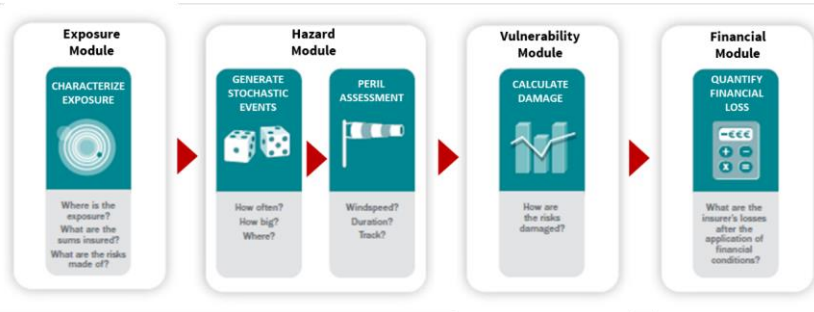 Exposure
Module
CHARACTERIZE
EXPOSURE
Where is the
exposure?
What are the
sums insured?
What are the risks
made of?
Hazard
Module
GENERATE
STOCHASTIC
EVENTS
How often?
How big?
Where?
PERIL
ASSESSMENT
Windspeed?
Duration?
Track?
Vulnerability
Module
CALCULATE
DAMAGE
How are
the risks
damaged?
Financial
Module
QUANTIFY
FINANCIAL
LOSS
-€€€
+ −
x =
What are the
insurer's losses
after the
application of
financial
conditions?